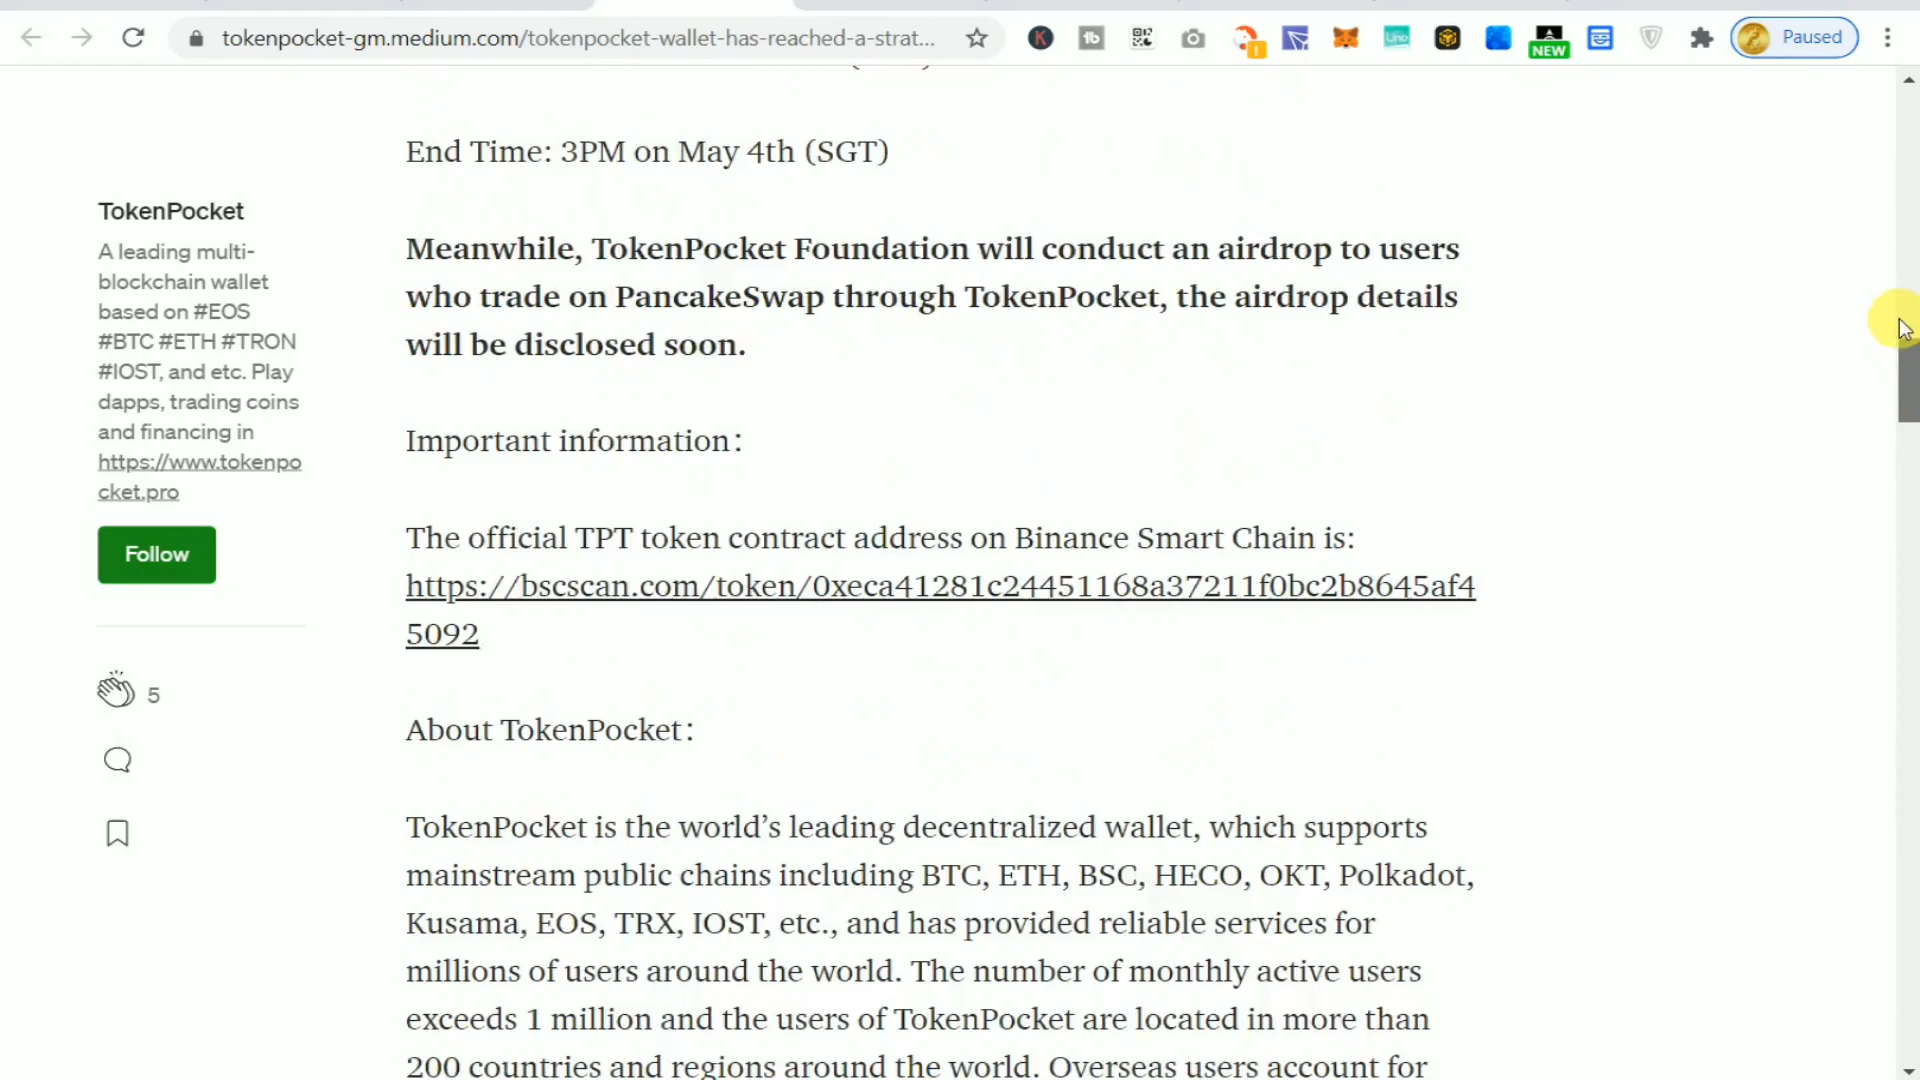 tokenpocket-gm.medium.com/tokenpocket-wallet-has-reached-a-strat...
NEW
Paused
End Time: 3PM on May 4th (SGT)
TokenPocket
A leading multi-
blockchain wallet
based on #EOS
#BTC #ETH #TRON
#IOST, and etc. Play
dapps, trading coins
and financing in
https://www.tokenpo
cket.pro
Follow
5
Meanwhile, TokenPocket Foundation will conduct an airdrop to users
who trade on PancakeSwap through TokenPocket, the airdrop details
will be disclosed soon.
Important information:
The official TPT token contract address on Binance Smart Chain is:
https://bscscan.com/token/0xeca41281c24451168a37211f0bc2b8645af4
5092
About TokenPocket:
TokenPocket is the world’s leading decentralized wallet, which supports
mainstream public chains including BTC, ETH, BSC, HECO, OKT, Polkadot,
Kusama, EOS, TRX, IOST, etc., and has provided reliable services for
millions of users around the world. The number of monthly active users
exceeds 1 million and the users of TokenPocket are located in more than
200 countries and regions around the world. Overseas users account for